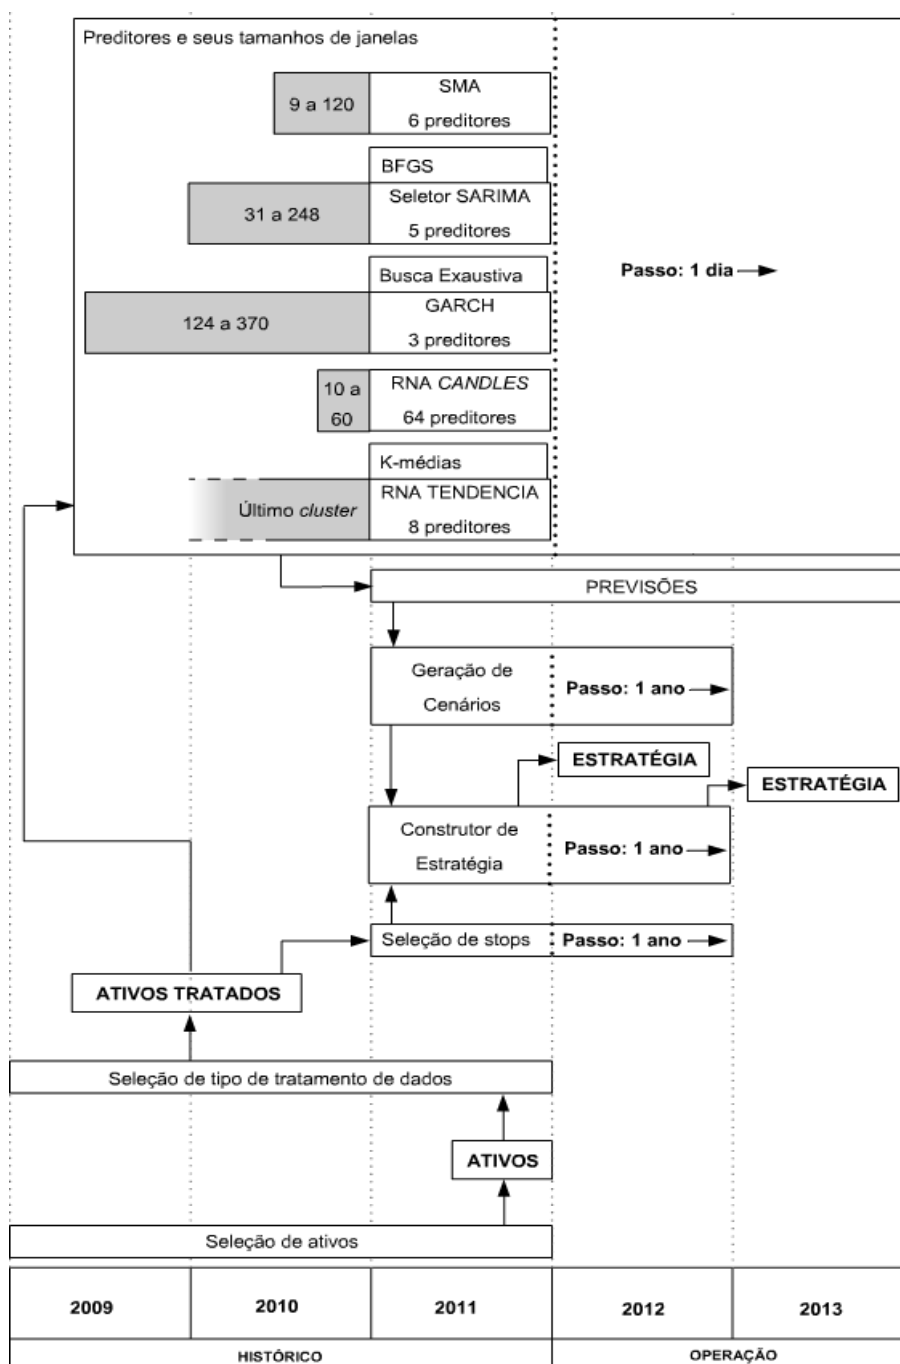 Preditores e seus tamanhos de janelas
9 a 120
SMA
6 preditores
BFGS
31 a 248
Seletor SARIMA
5 preditores
Passo: 1 dia
Busca Exaustiva
124 a 370
GARCH
3 preditores
10 a
60
RNA CANDLES
64 preditores
K-médias
Último cluster
RNA TENDENCIA
8 preditores
PREVISÕES
Geração de
Cenários
Passo: 1 ano
ESTRATÉGIA
ESTRATÉGIA
Construtor de
Estratégia
Passo: 1 ano
Seleção de stops
Passo: 1 ano
ATIVOS TRATADOS
Seleção de tipo de tratamento de dados
ATIVOS
Seleção de ativos
2009
2010
2011
2012
2013
HISTÓRICO
OPERAÇÃO